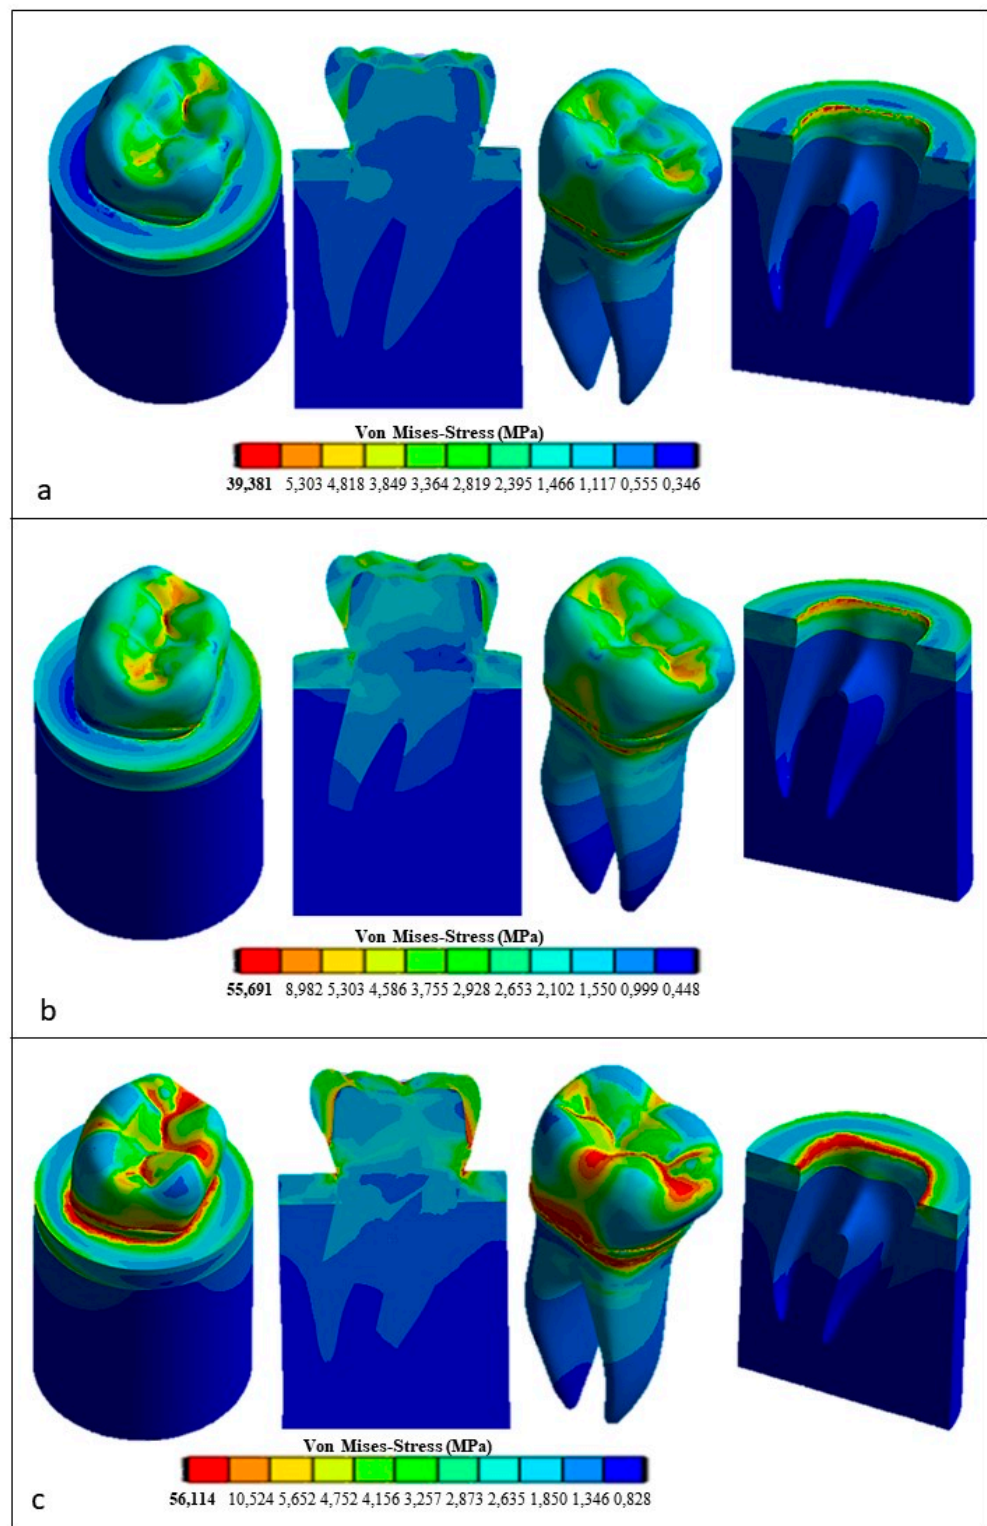 Von Mises-Stress (MPa)
39,381 5,303 4,818 3,849 3,364 2,819 2,395 1,466 1,117 0,555 0,346
a
Von Mises-Stress (MPa)
55,691 8,982 5,303 4,586 3,755 2,928 2,653 2,102 1,550 0,999 0,448
b
Von Mises-Stress (MPa)
56,114 10,524 5,652 4,752 4,156 3,257 2,873 2,635 1,850 1,346 0,828
c